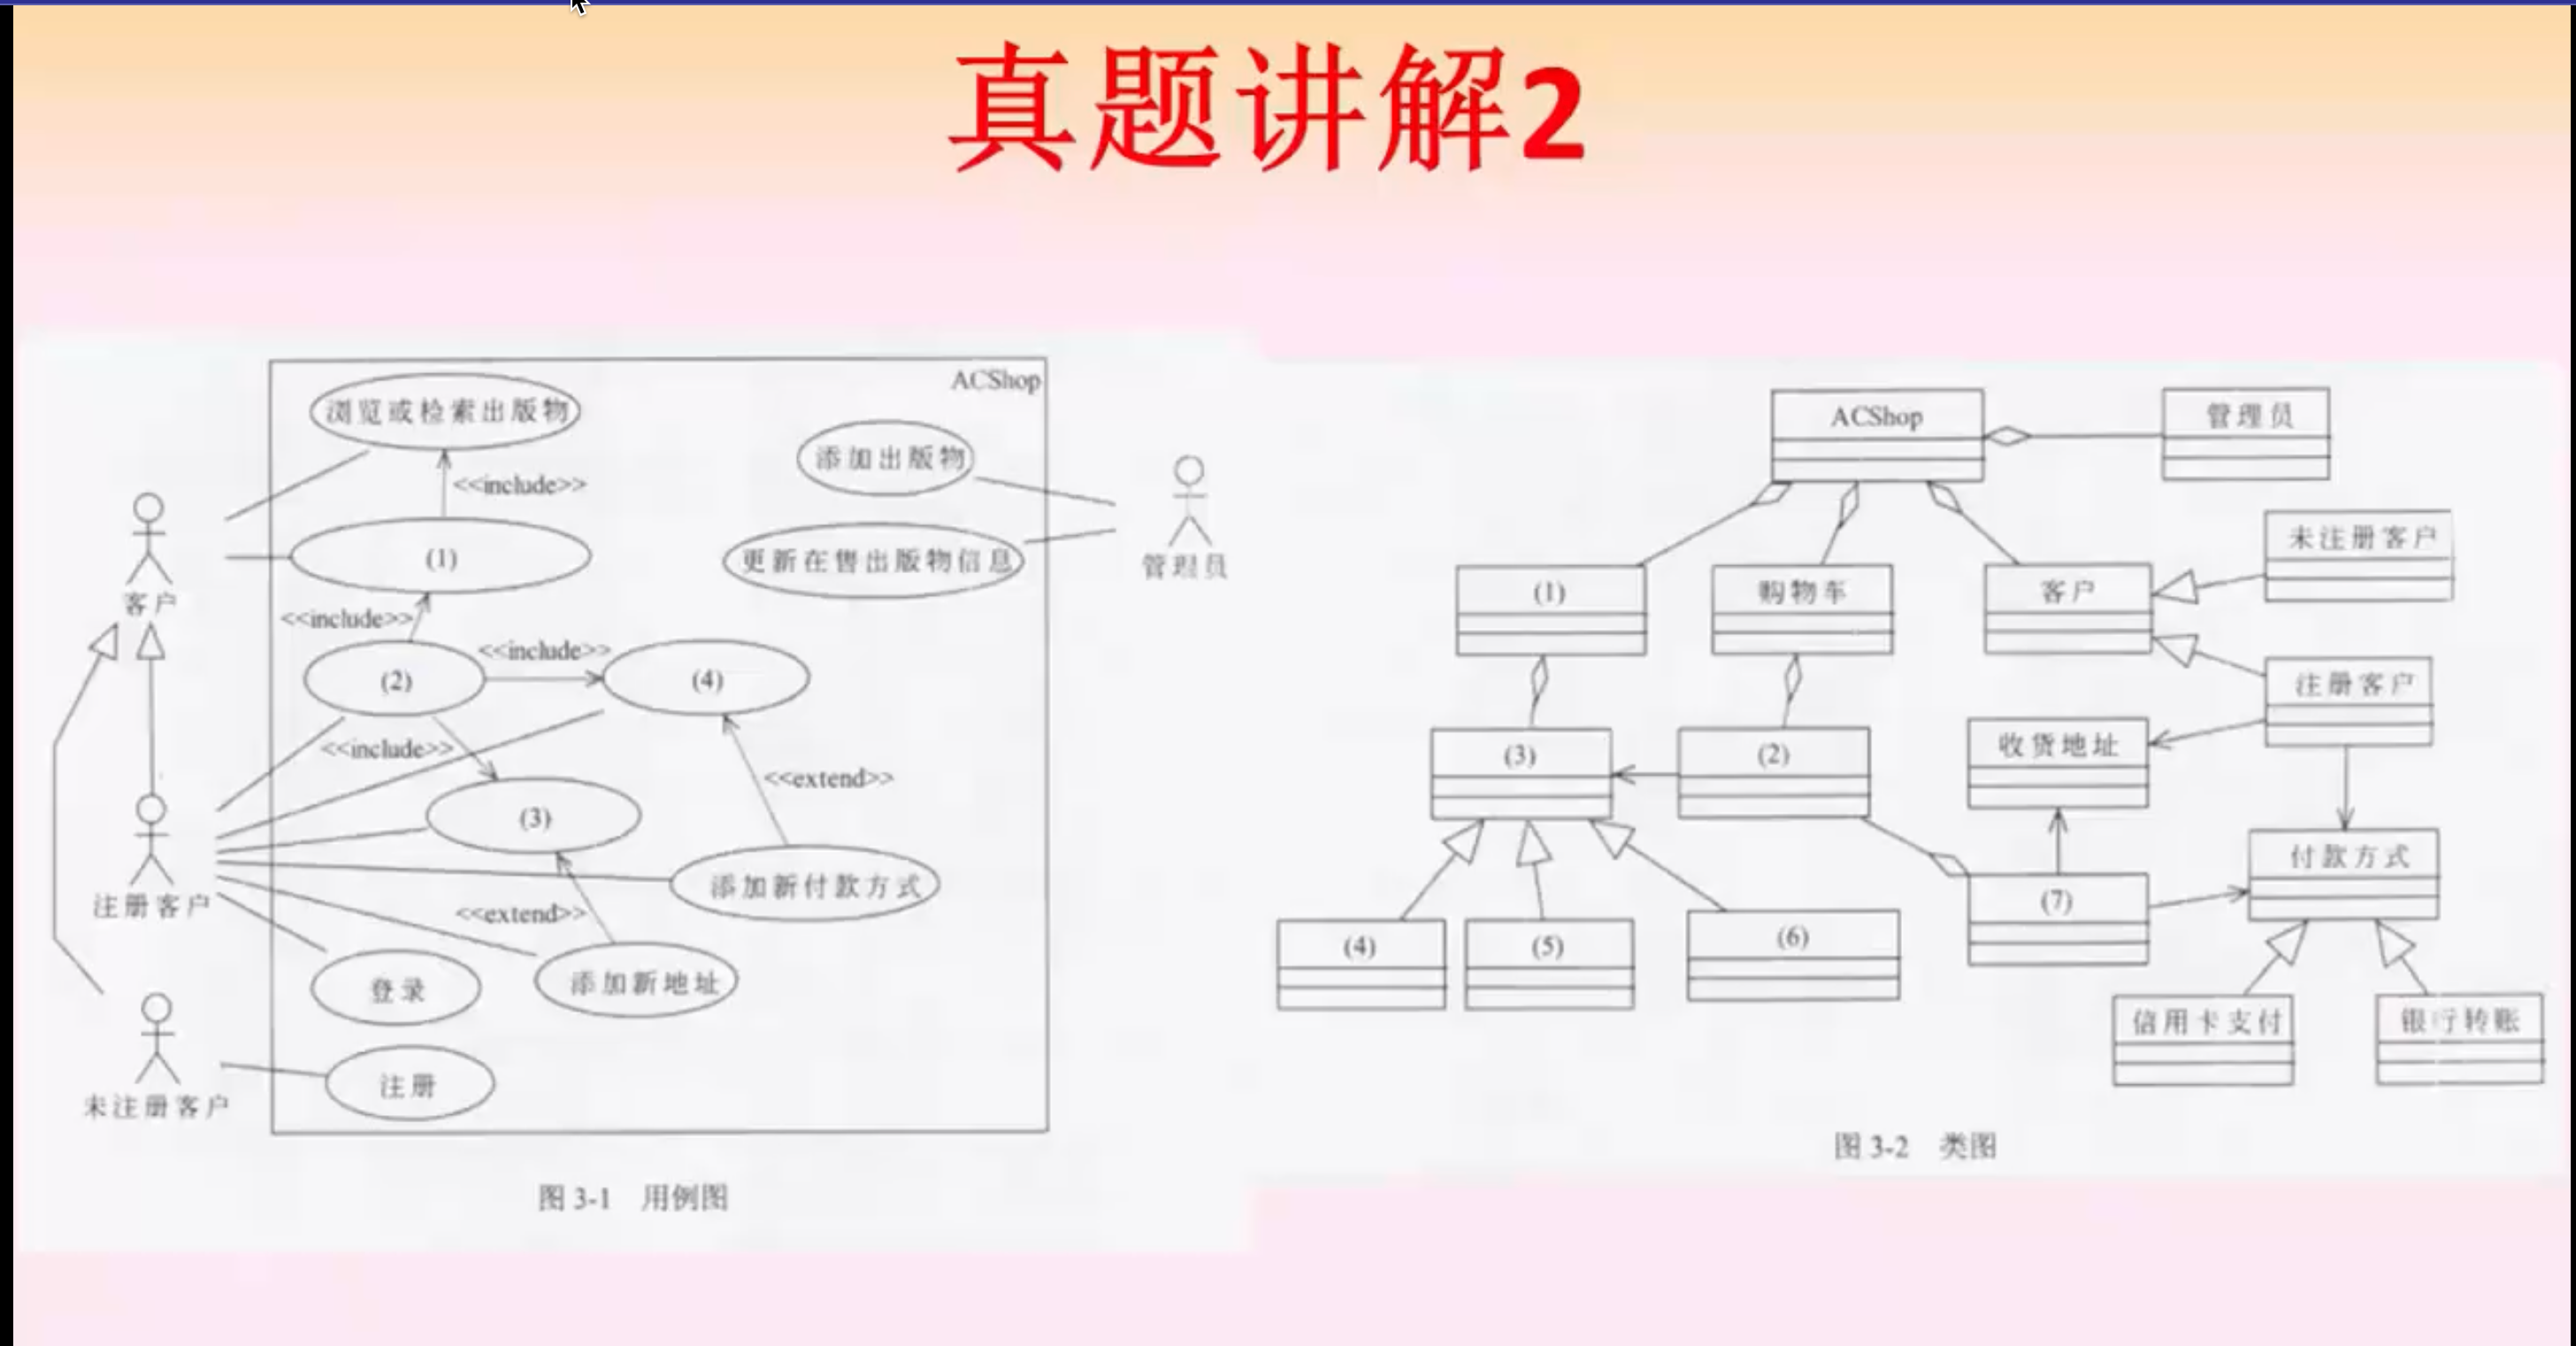 真题讲解2
ACShop
浏览或检索出版物
添加出版物
<<include>>
(1)
更新在售出版物信息
管理员
客户
<<include>>
<<include>>
(2)
(4)
<<include>>
<<extend>>
(3)
添加新付款方式
注册客户
<<extend>>
登录
添加新地址
注册
未注册客户
图 3-1 用例图
ACShop
管理员
未注册客户
(1)
购物车
客户
注册客户
收货地址
(3)
(2)
付款方式
(7)
(4)
(5)
(6)
信用卡支付
银行转账
图 3-2 类图